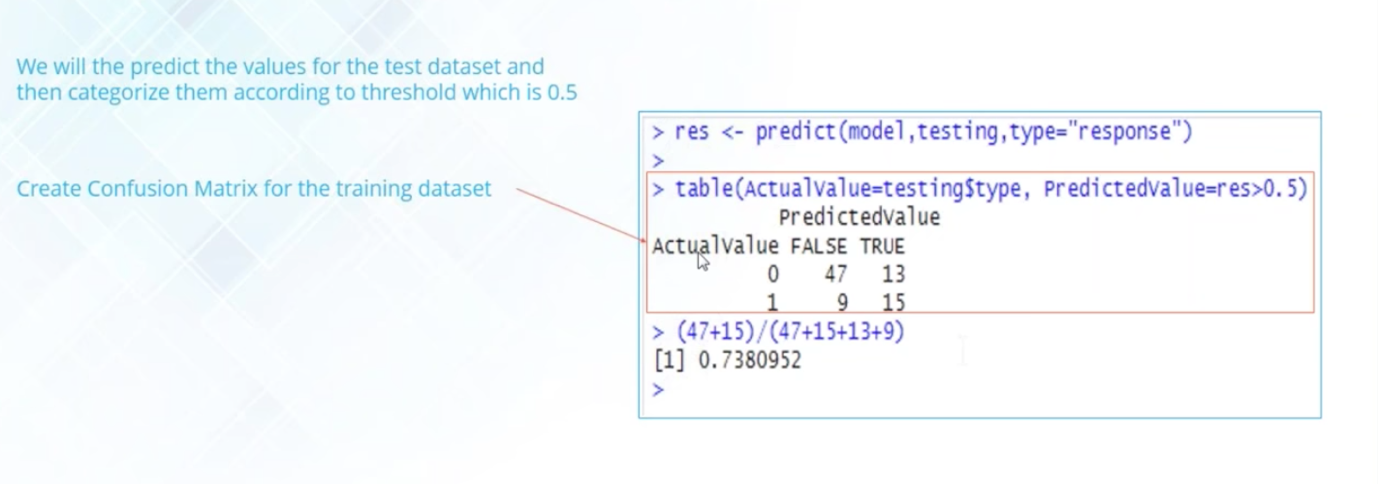 We will the predict the values for the test dataset and
then categorize them according to threshold which is 0.5
Create Confusion Matrix for the training dataset
> res <- predict(model,testing,type="response")
>
> table(ActualValue=testing$type, PredictedValue=res>0.5)
PredictedValue
ActualValue FALSE TRUE
0 47 13
1 9 15
> (47+15)/(47+15+13+9)
[1] 0.7380952
>